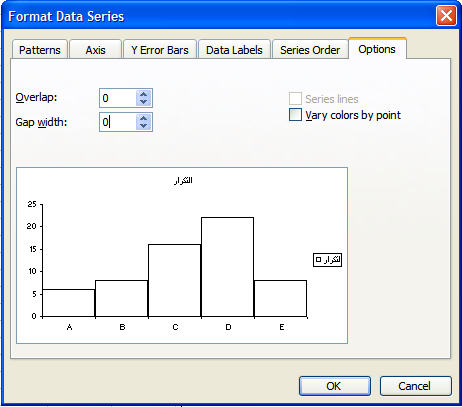 Format Data Series
Patterns Axis Y Error Bars Data Labels Series Order Options
Overlap: 0
Gap width: 0
Series lines
Vary colors by point
التكرار
25
20
15
10
5
0
A B C D E
التكرار
OK Cancel